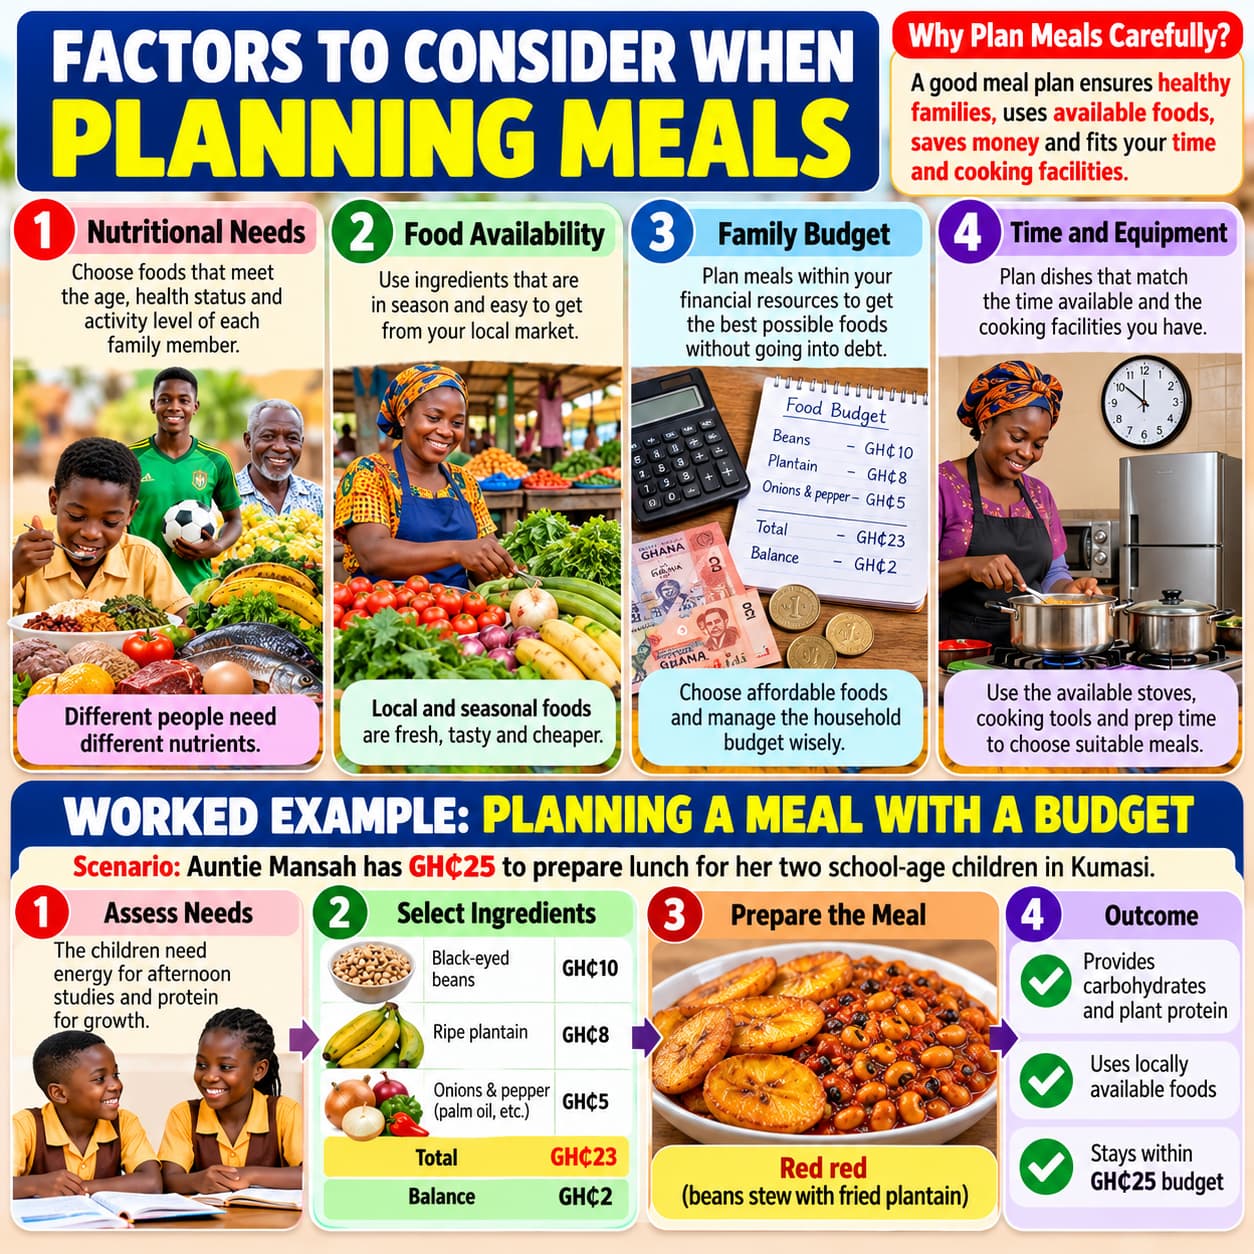 FACTORS TO CONSIDER WHEN
PLANNING MEALS
Why Plan Meals Carefully?
A good meal plan ensures healthy
families, uses available foods,
saves money and fits your time
and cooking facilities.
1 Nutritional Needs
Choose foods that meet
the age, health status and
activity level of each
family member.
Different people need
different nutrients.
2 Food Availability
Use ingredients that are
in season and easy to get
from your local market.
Local and seasonal foods
are fresh, tasty and cheaper.
3 Family Budget
Plan meals within your
financial resources to get
the best possible foods
without going into debt.
Food Budget
Beans – GH₵10
Plantain – GH₵8
Onions & pepper – GH₵5
Total – GH₵23
Balance – GH₵2
GHANA
GHANA
Choose affordable foods
and manage the household
budget wisely.
4 Time and Equipment
Plan dishes that match
the time available and the
cooking facilities you have.
Use the available stoves,
cooking tools and prep time
to choose suitable meals.
WORKED EXAMPLE: PLANNING A MEAL WITH A BUDGET
Scenario: Auntie Mansah has GH₵25 to prepare lunch for her two school-age children in Kumasi.
1 Assess Needs
The children need
energy for afternoon
studies and protein
for growth.
2 Select Ingredients
Black-eyed
beans GH₵10
Ripe plantain GH₵8
Onions & pepper
(palm oil, etc.) GH₵5
Total GH₵23
Balance GH₵2
3 Prepare the Meal
Red red
(beans stew with fried plantain)
4 Outcome
Provides
carbohydrates
and plant protein
Uses locally
available foods
Stays within
GH₵25 budget